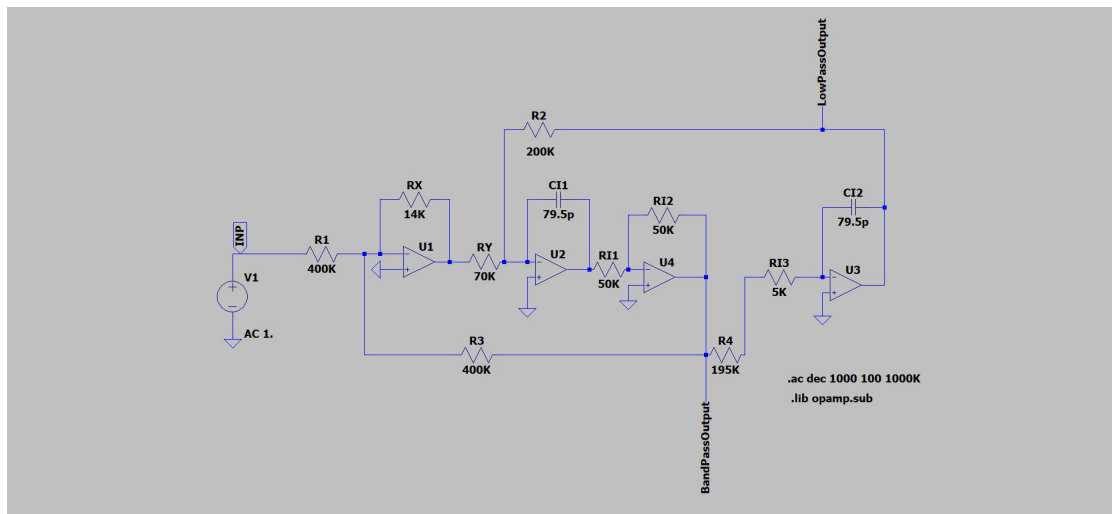 LowPassOutput
R2
200K
RX
14K
CI1
79.5p
RI2
50K
CI2
79.5p
INP
R1
400K
U1
RY
70K
U2
RI1
50K
U4
RI3
5K
U3
V1
AC 1.
R3
400K
R4
195K
.ac dec 1000 100 1000K
.lib opamp.sub
BandPassOutput